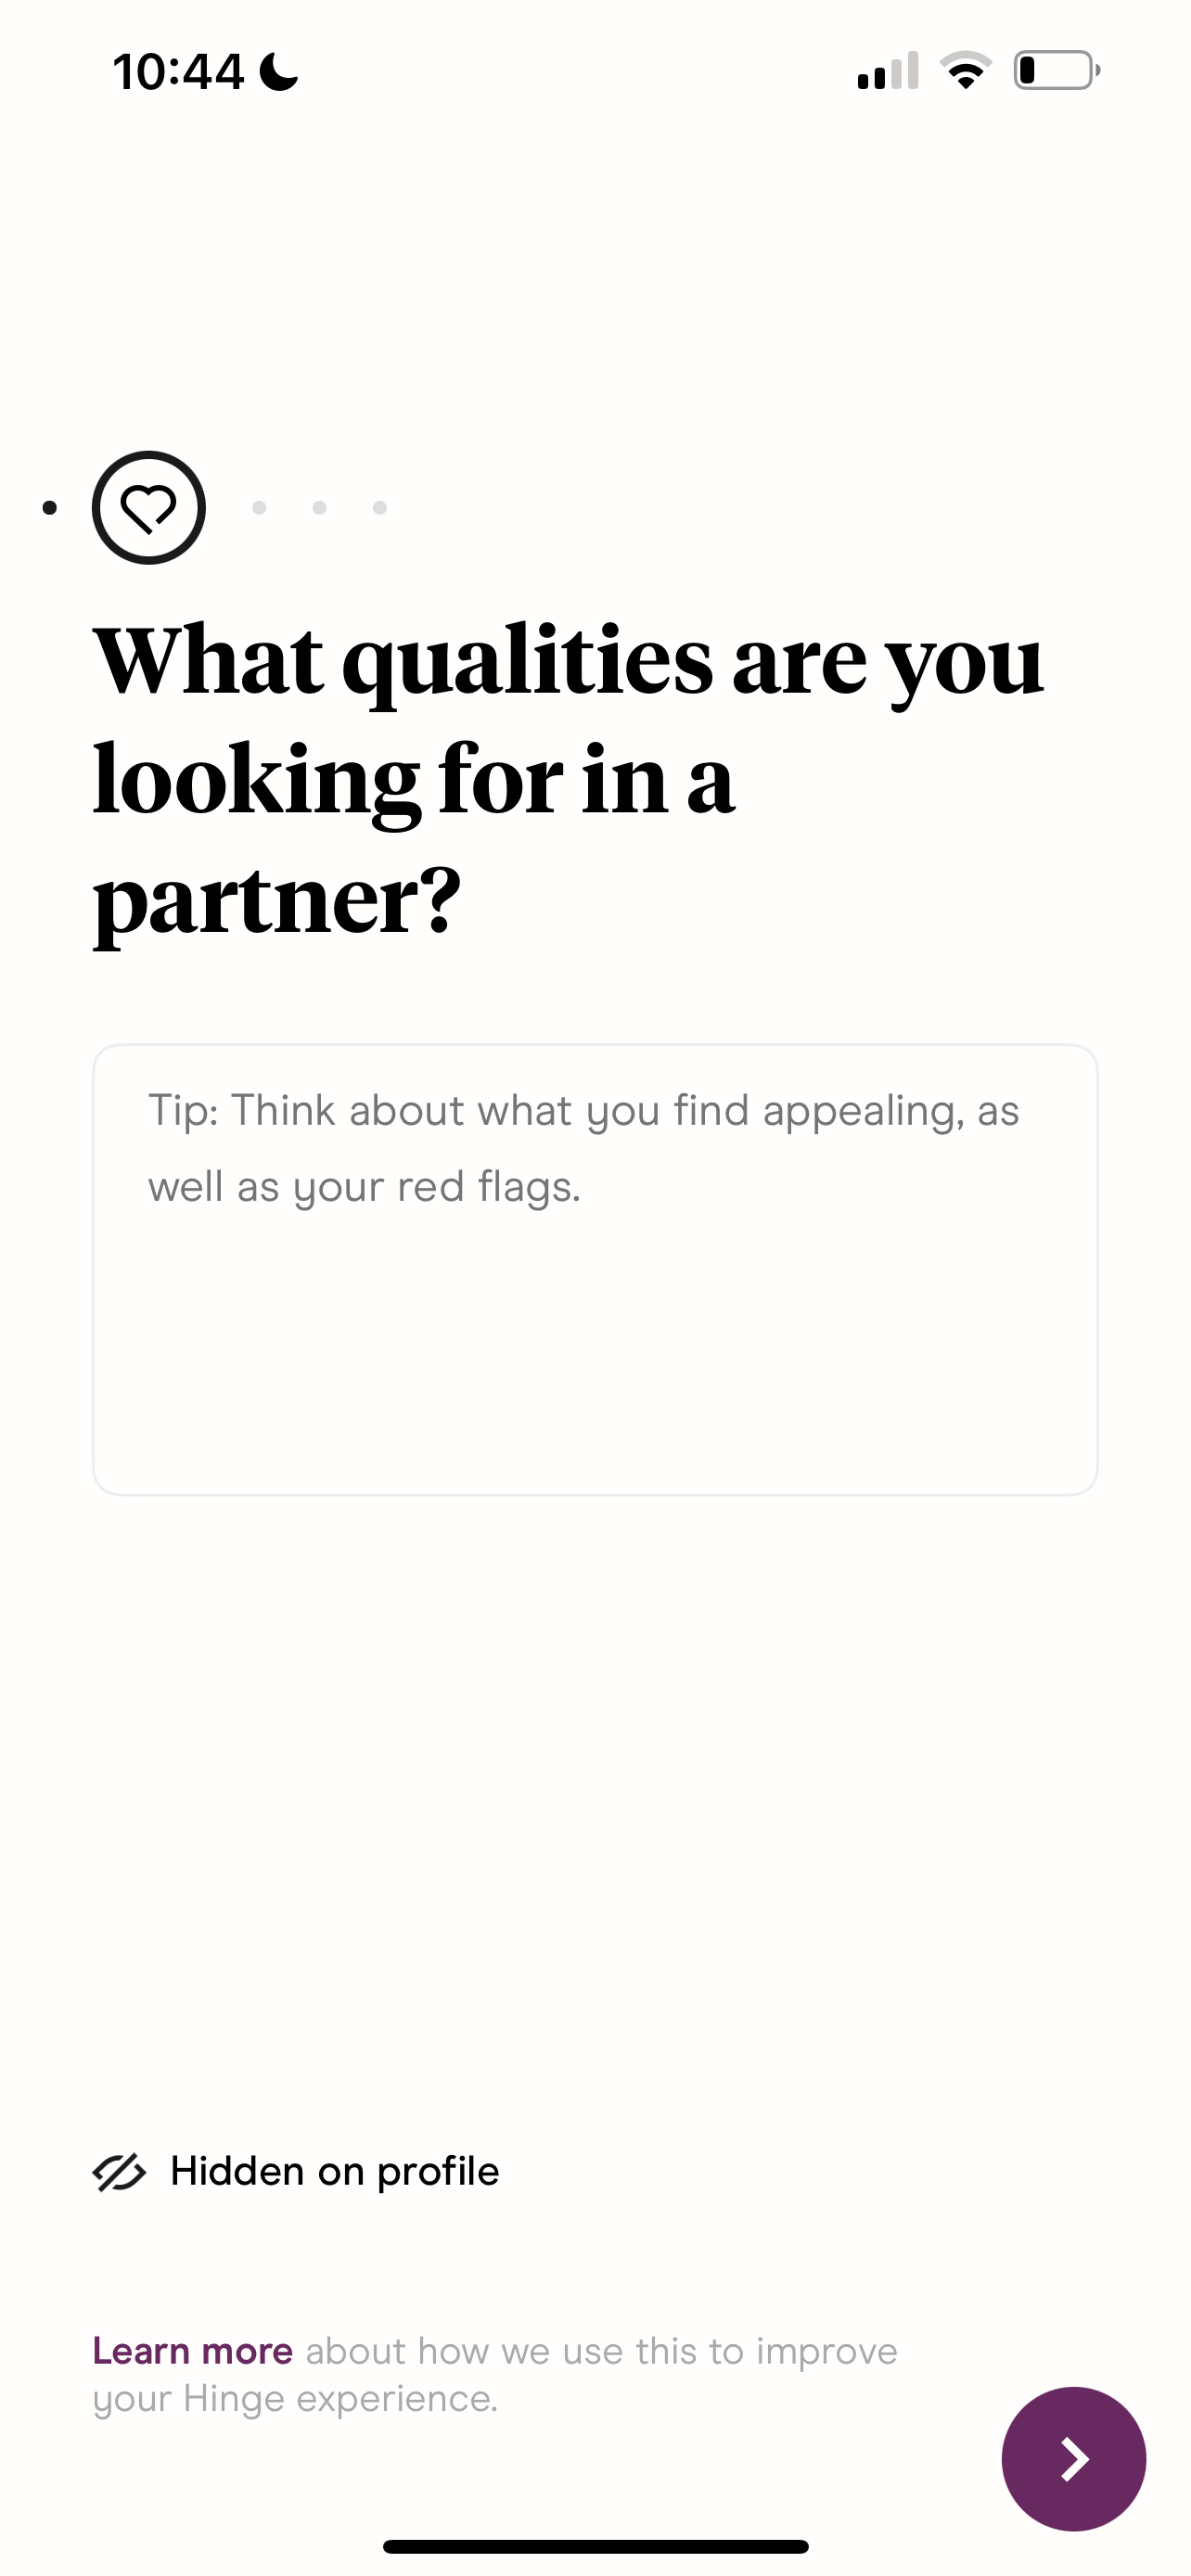 10:44
What qualities are you
looking for in a
partner?
Tip: Think about what you find appealing, as
well as your red flags.
Hidden on profile
Learn more about how we use this to improve
your Hinge experience.